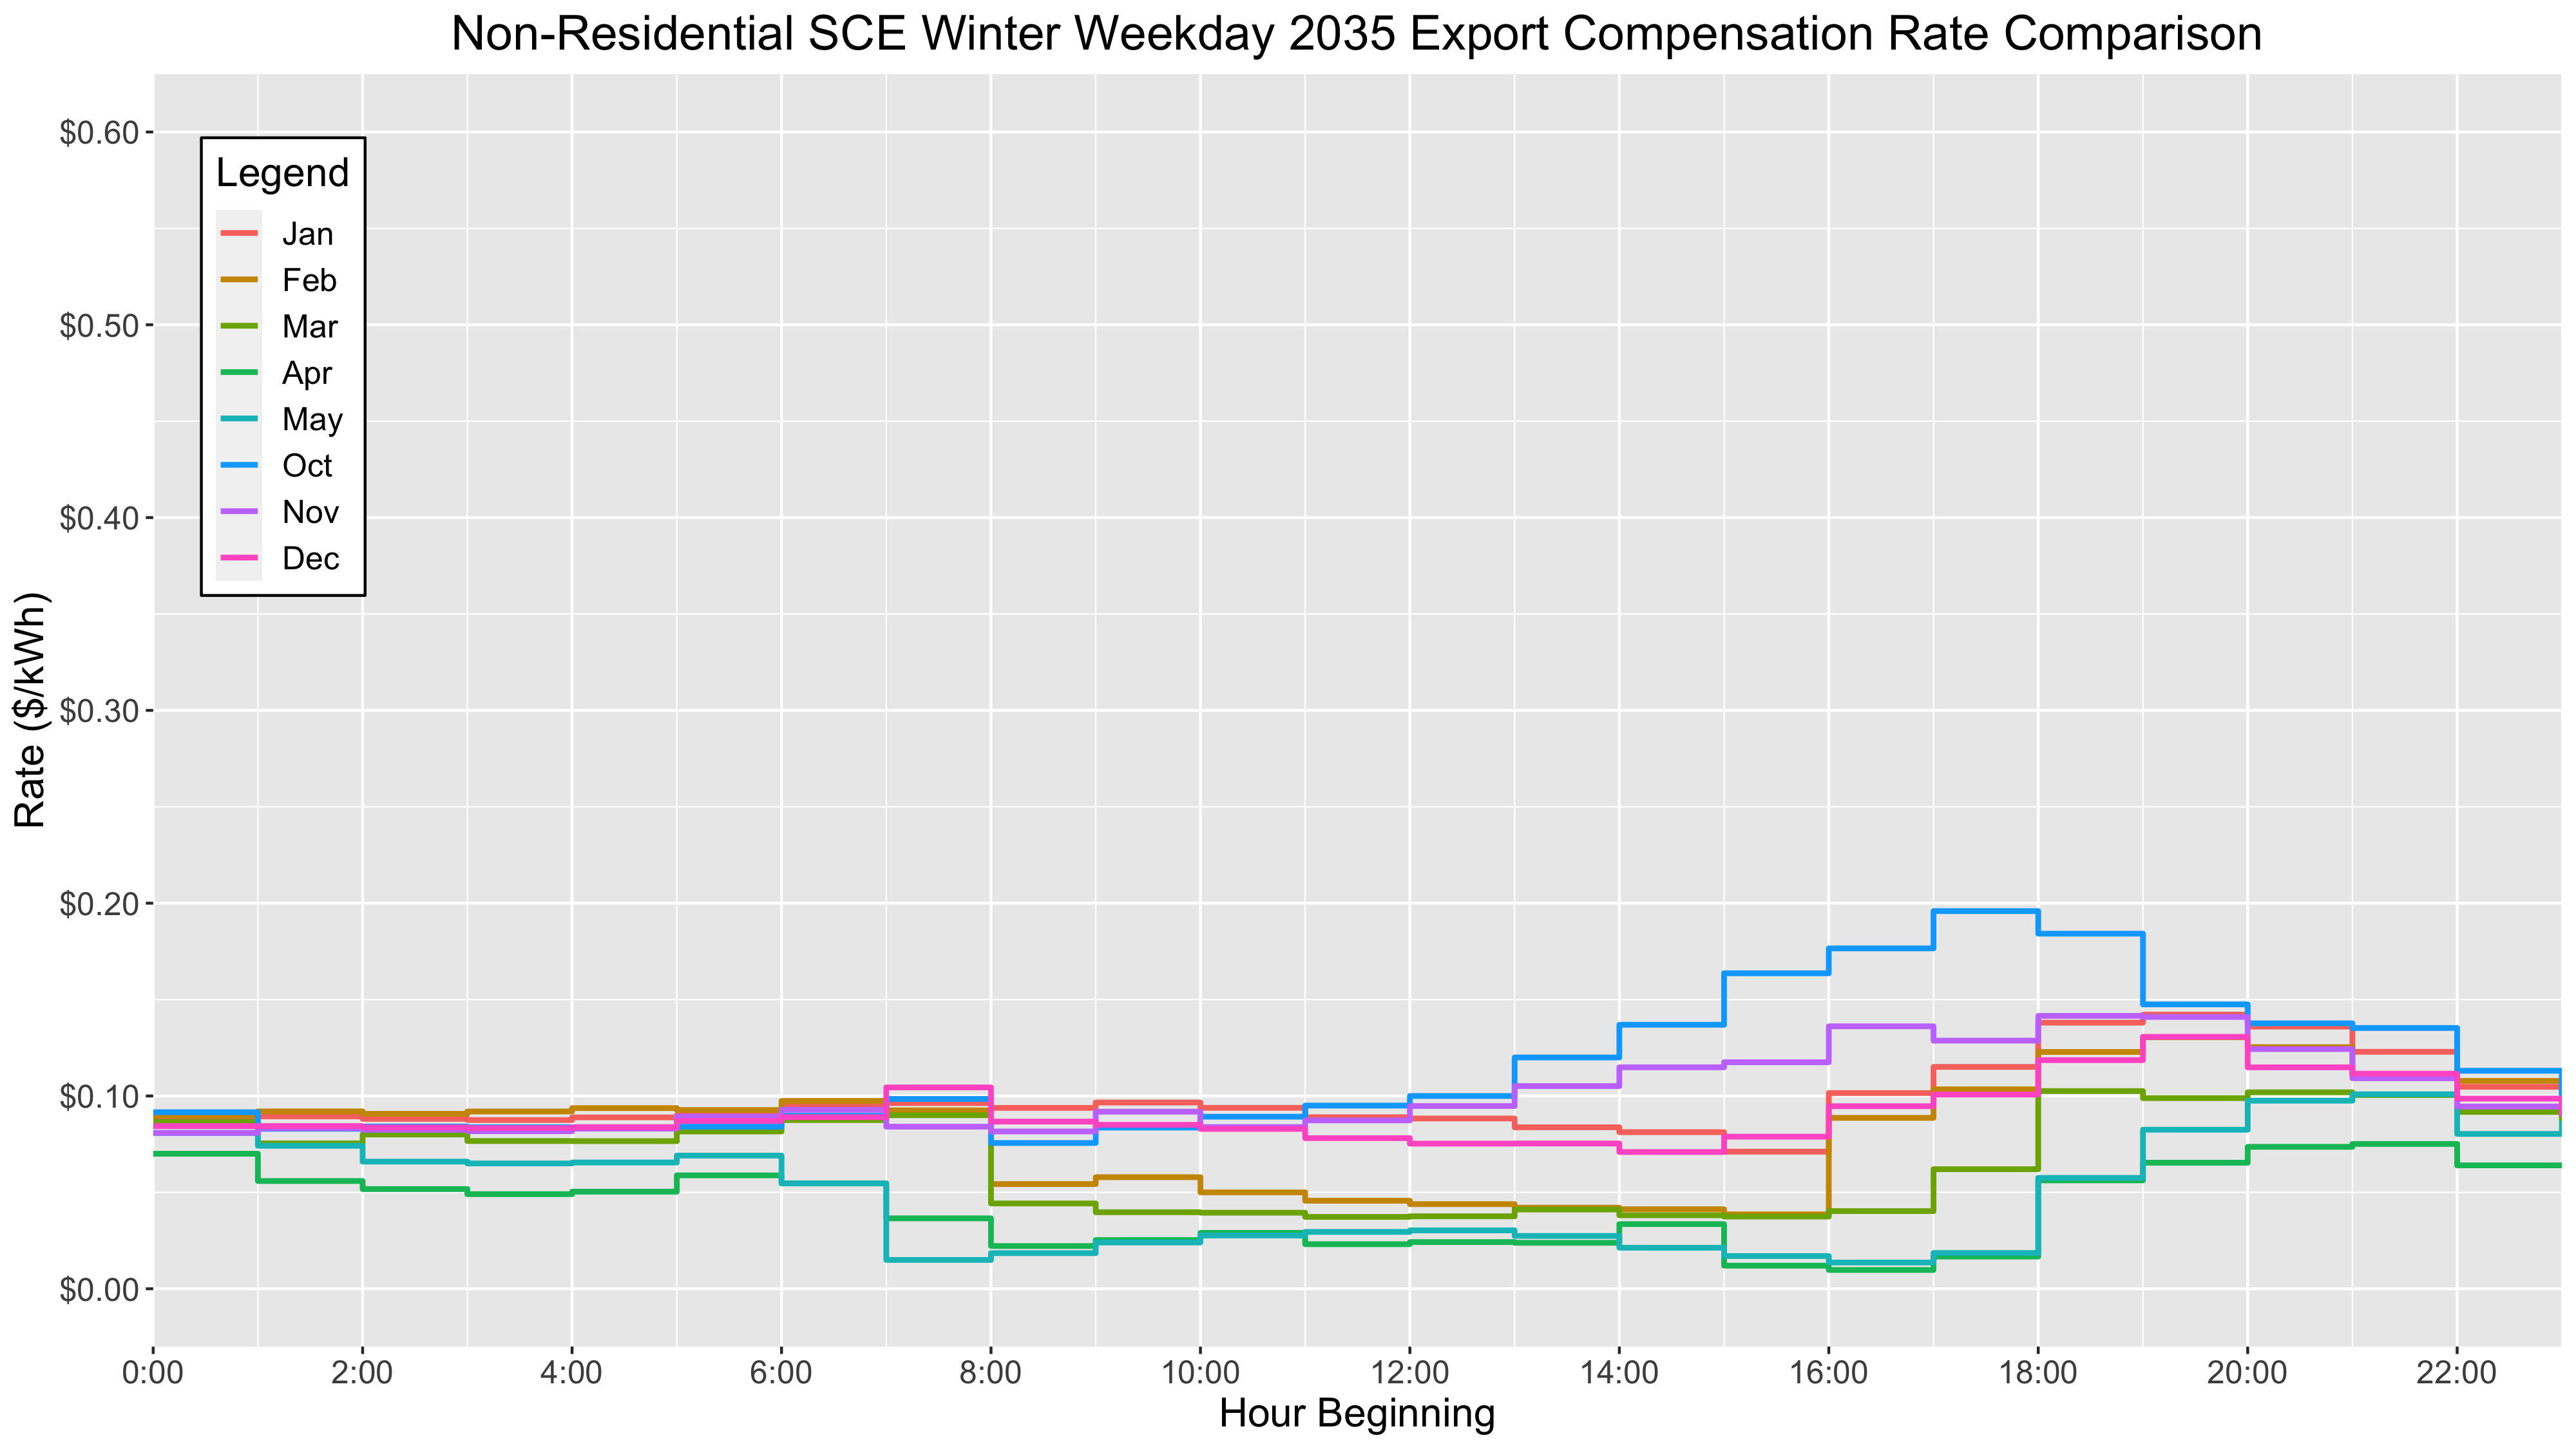 Non-Residential SCE Winter Weekday 2035 Export Compensation Rate Comparison
$0.60
$0.50
$0.40
$0.30
$0.20
$0.10
$0.00
Rate ($/kWh)
Legend
Jan
Feb
Mar
Apr
May
Oct
Nov
Dec
0:00 2:00 4:00 6:00 8:00 10:00 12:00 14:00 16:00 18:00 20:00 22:00
Hour Beginning